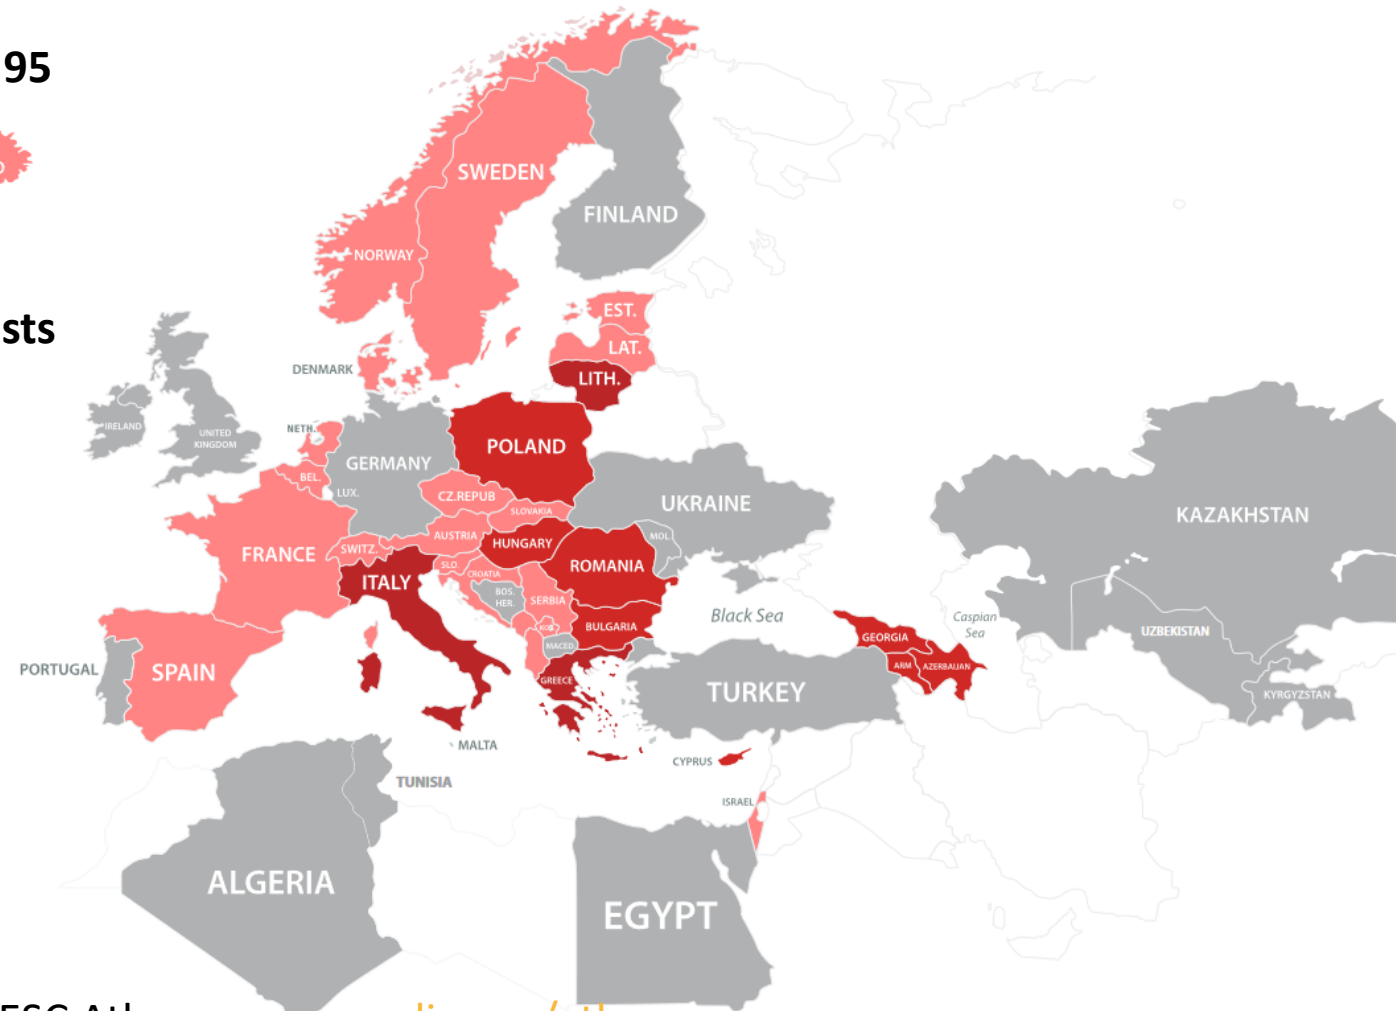 95
SWEDEN
FINLAND
NORWAY
EST.
sts
LAT.
DENMARK
LITH.
IRELAND
UNITED
KINGDOM
NETH.
POLAND
GERMANY
BEL.
LUX.
CZ.REPUB
UKRAINE
SLOVAKIA
KAZAKHSTAN
AUSTRIA
MOL.
HUNGARY
FRANCE
SWITZ.
SLO.
ROMANIA
CROATIA
ITALY
BOS.
HER.
SERBIA
Black Sea
Caspian
Sea
KOS.
BULGARIA
UZBEKISTAN
GEORGIA
MACED.
PORTUGAL
SPAIN
ARM
AZERBAIJAN
GREECE
TURKEY
KYRGYZSTAN
MALTA
CYPRUS
TUNISIA
ISRAEL
ALGERIA
EGYPT